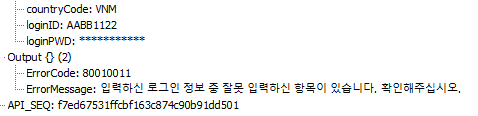 countryCode: VNM
loginID: AABB1122
loginPWD: ***********
Output {} (2)
ErrorCode: 80010011
ErrorMessage: 입력하신 로그인 정보 중 잘못 입력하신 항목이 있습니다. 확인해주십시오.
API_SEQ: f7ed67531ffcbf163c874c90b91dd501